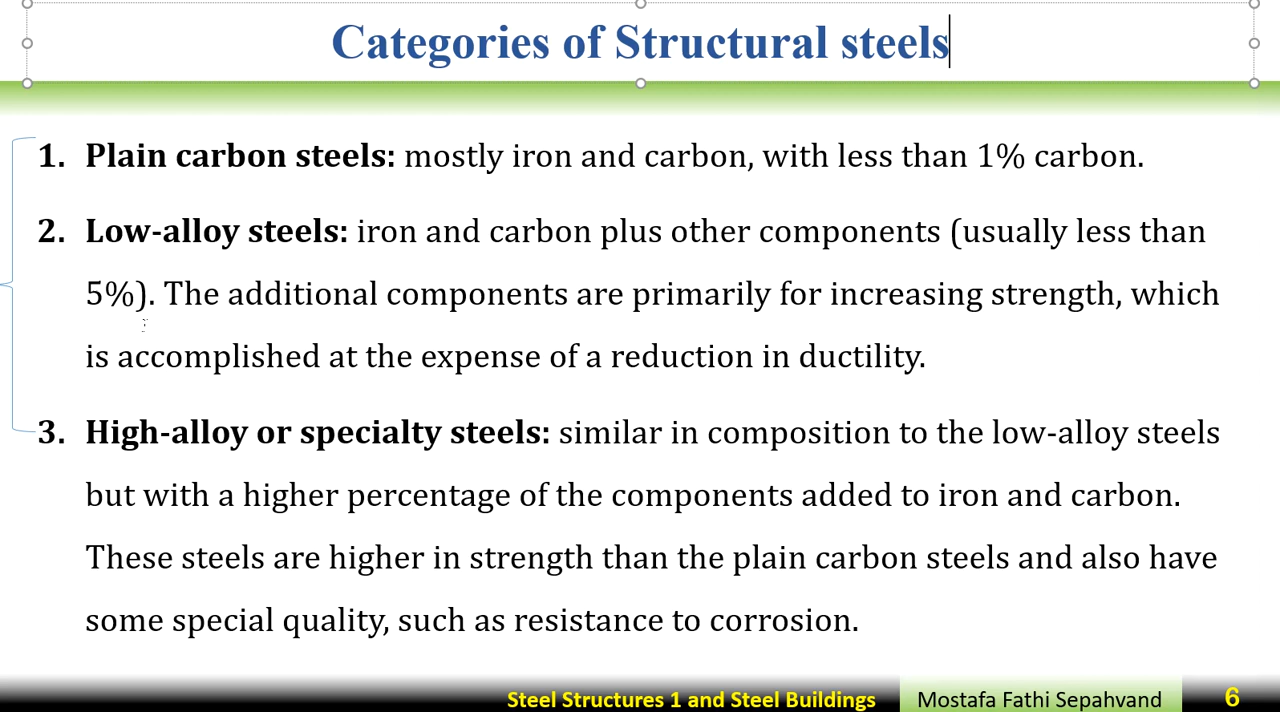 Categories of Structural steels
1. Plain carbon steels: mostly iron and carbon, with less than 1% carbon.
2. Low-alloy steels: iron and carbon plus other components (usually less than
5%). The additional components are primarily for increasing strength, which
is accomplished at the expense of a reduction in ductility.
3. High-alloy or specialty steels: similar in composition to the low-alloy steels
but with a higher percentage of the components added to iron and carbon.
These steels are higher in strength than the plain carbon steels and also have
some special quality, such as resistance to corrosion.
Steel Structures 1 and Steel Buildings Mostafa Fathi Sepahvand 6